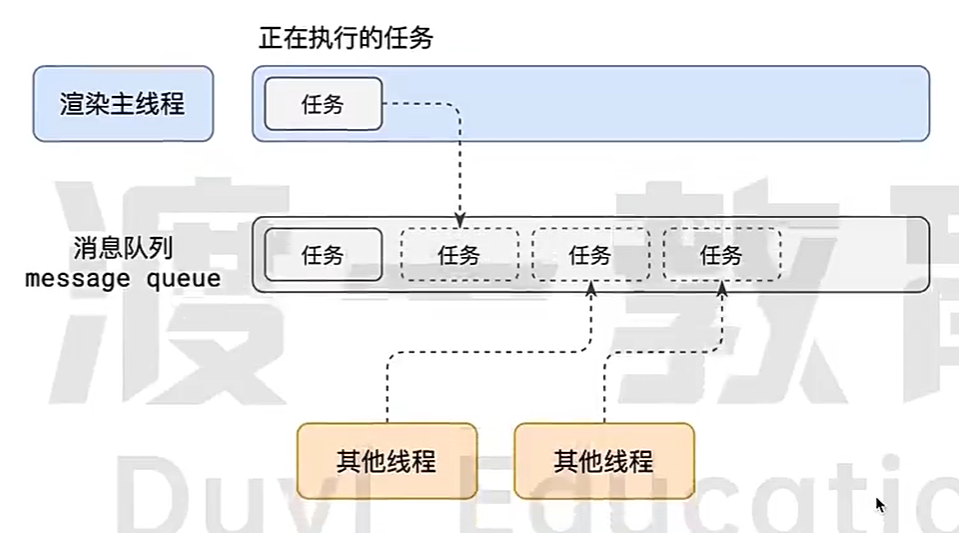 正在执行的任务
渲染主线程
任务
消息队列
message queue
任务
任务
任务
任务
其他线程
其他线程
渡一教育
Duyi Educatio